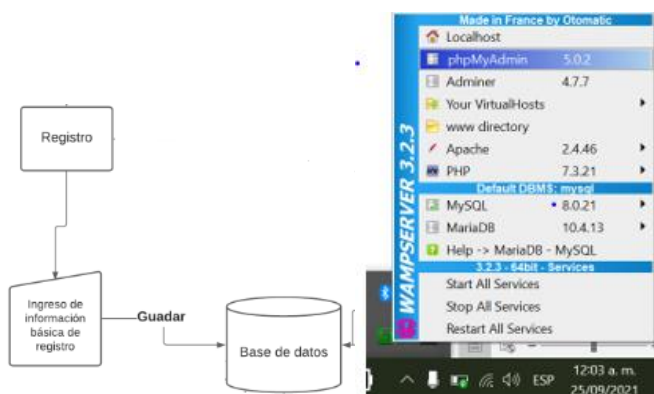 Registro
Ingreso de
información
básica de
registro
Guadar
Base de datos
WAMPSERVER 3.2.3
Made in France by Otomatic
Localhost
phpMyAdmin 5.0.2
Adminer 4.7.7
Your VirtualHosts
www directory
Apache 2.4.46
PHP 7.3.21
Default DBMS: mysql
MySQL 8.0.21
MariaDB 10.4.13
Help -> MariaDB - MySQL
3.2.3 - 64bit - Services
Start All Services
Stop All Services
Restart All Services
ESP
12:03 a. m.
25/09/2021